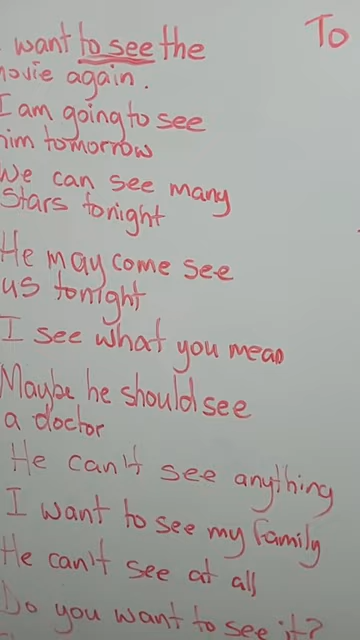 I want to see the
movie again.
To
I am going to see
him tomorrow
We can see many
Stars tonight
He may come see
us tonight
I see what you mean
Maybe he should see
a doctor
He can't see anything
I want to see my family
He can't see at all
Do you want to see it?